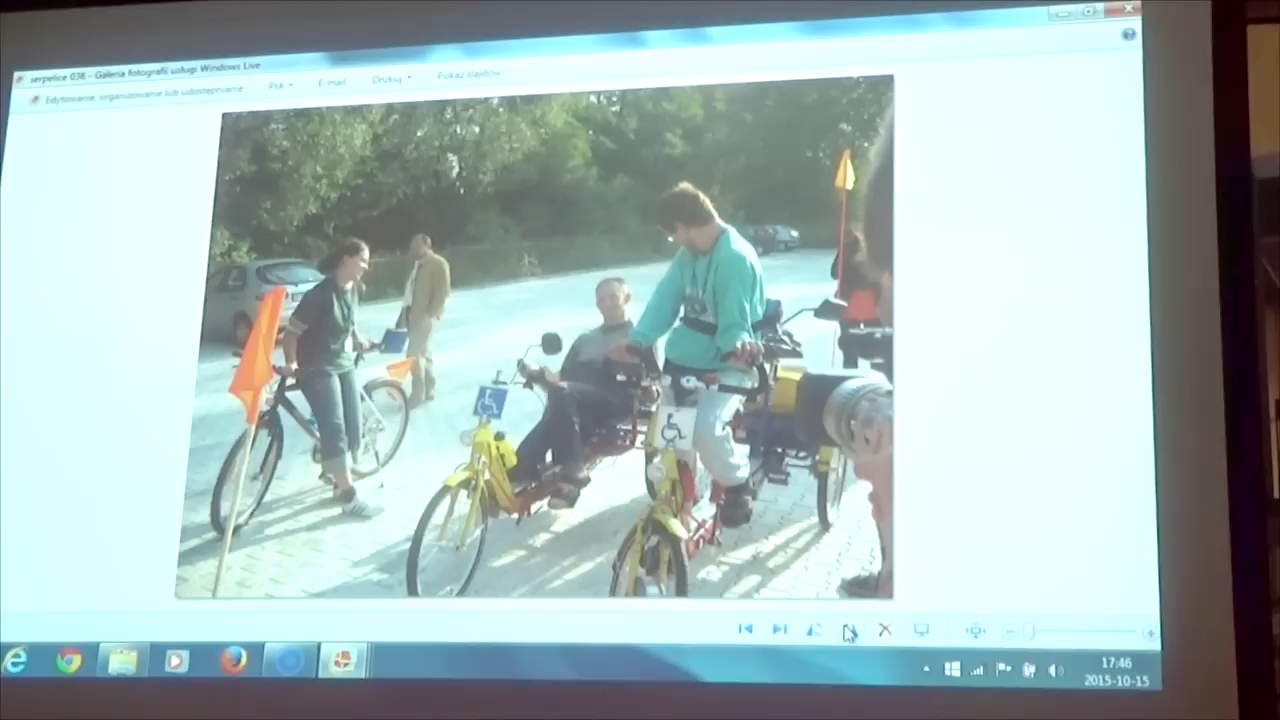 serpelice 036 - Galeria fotografii usługi Windows Live
Edytowanie, organizowanie lub udostępnianie
Plik
E-mail
Drukuj
Pokaz slajdów
17:46
2015-10-15